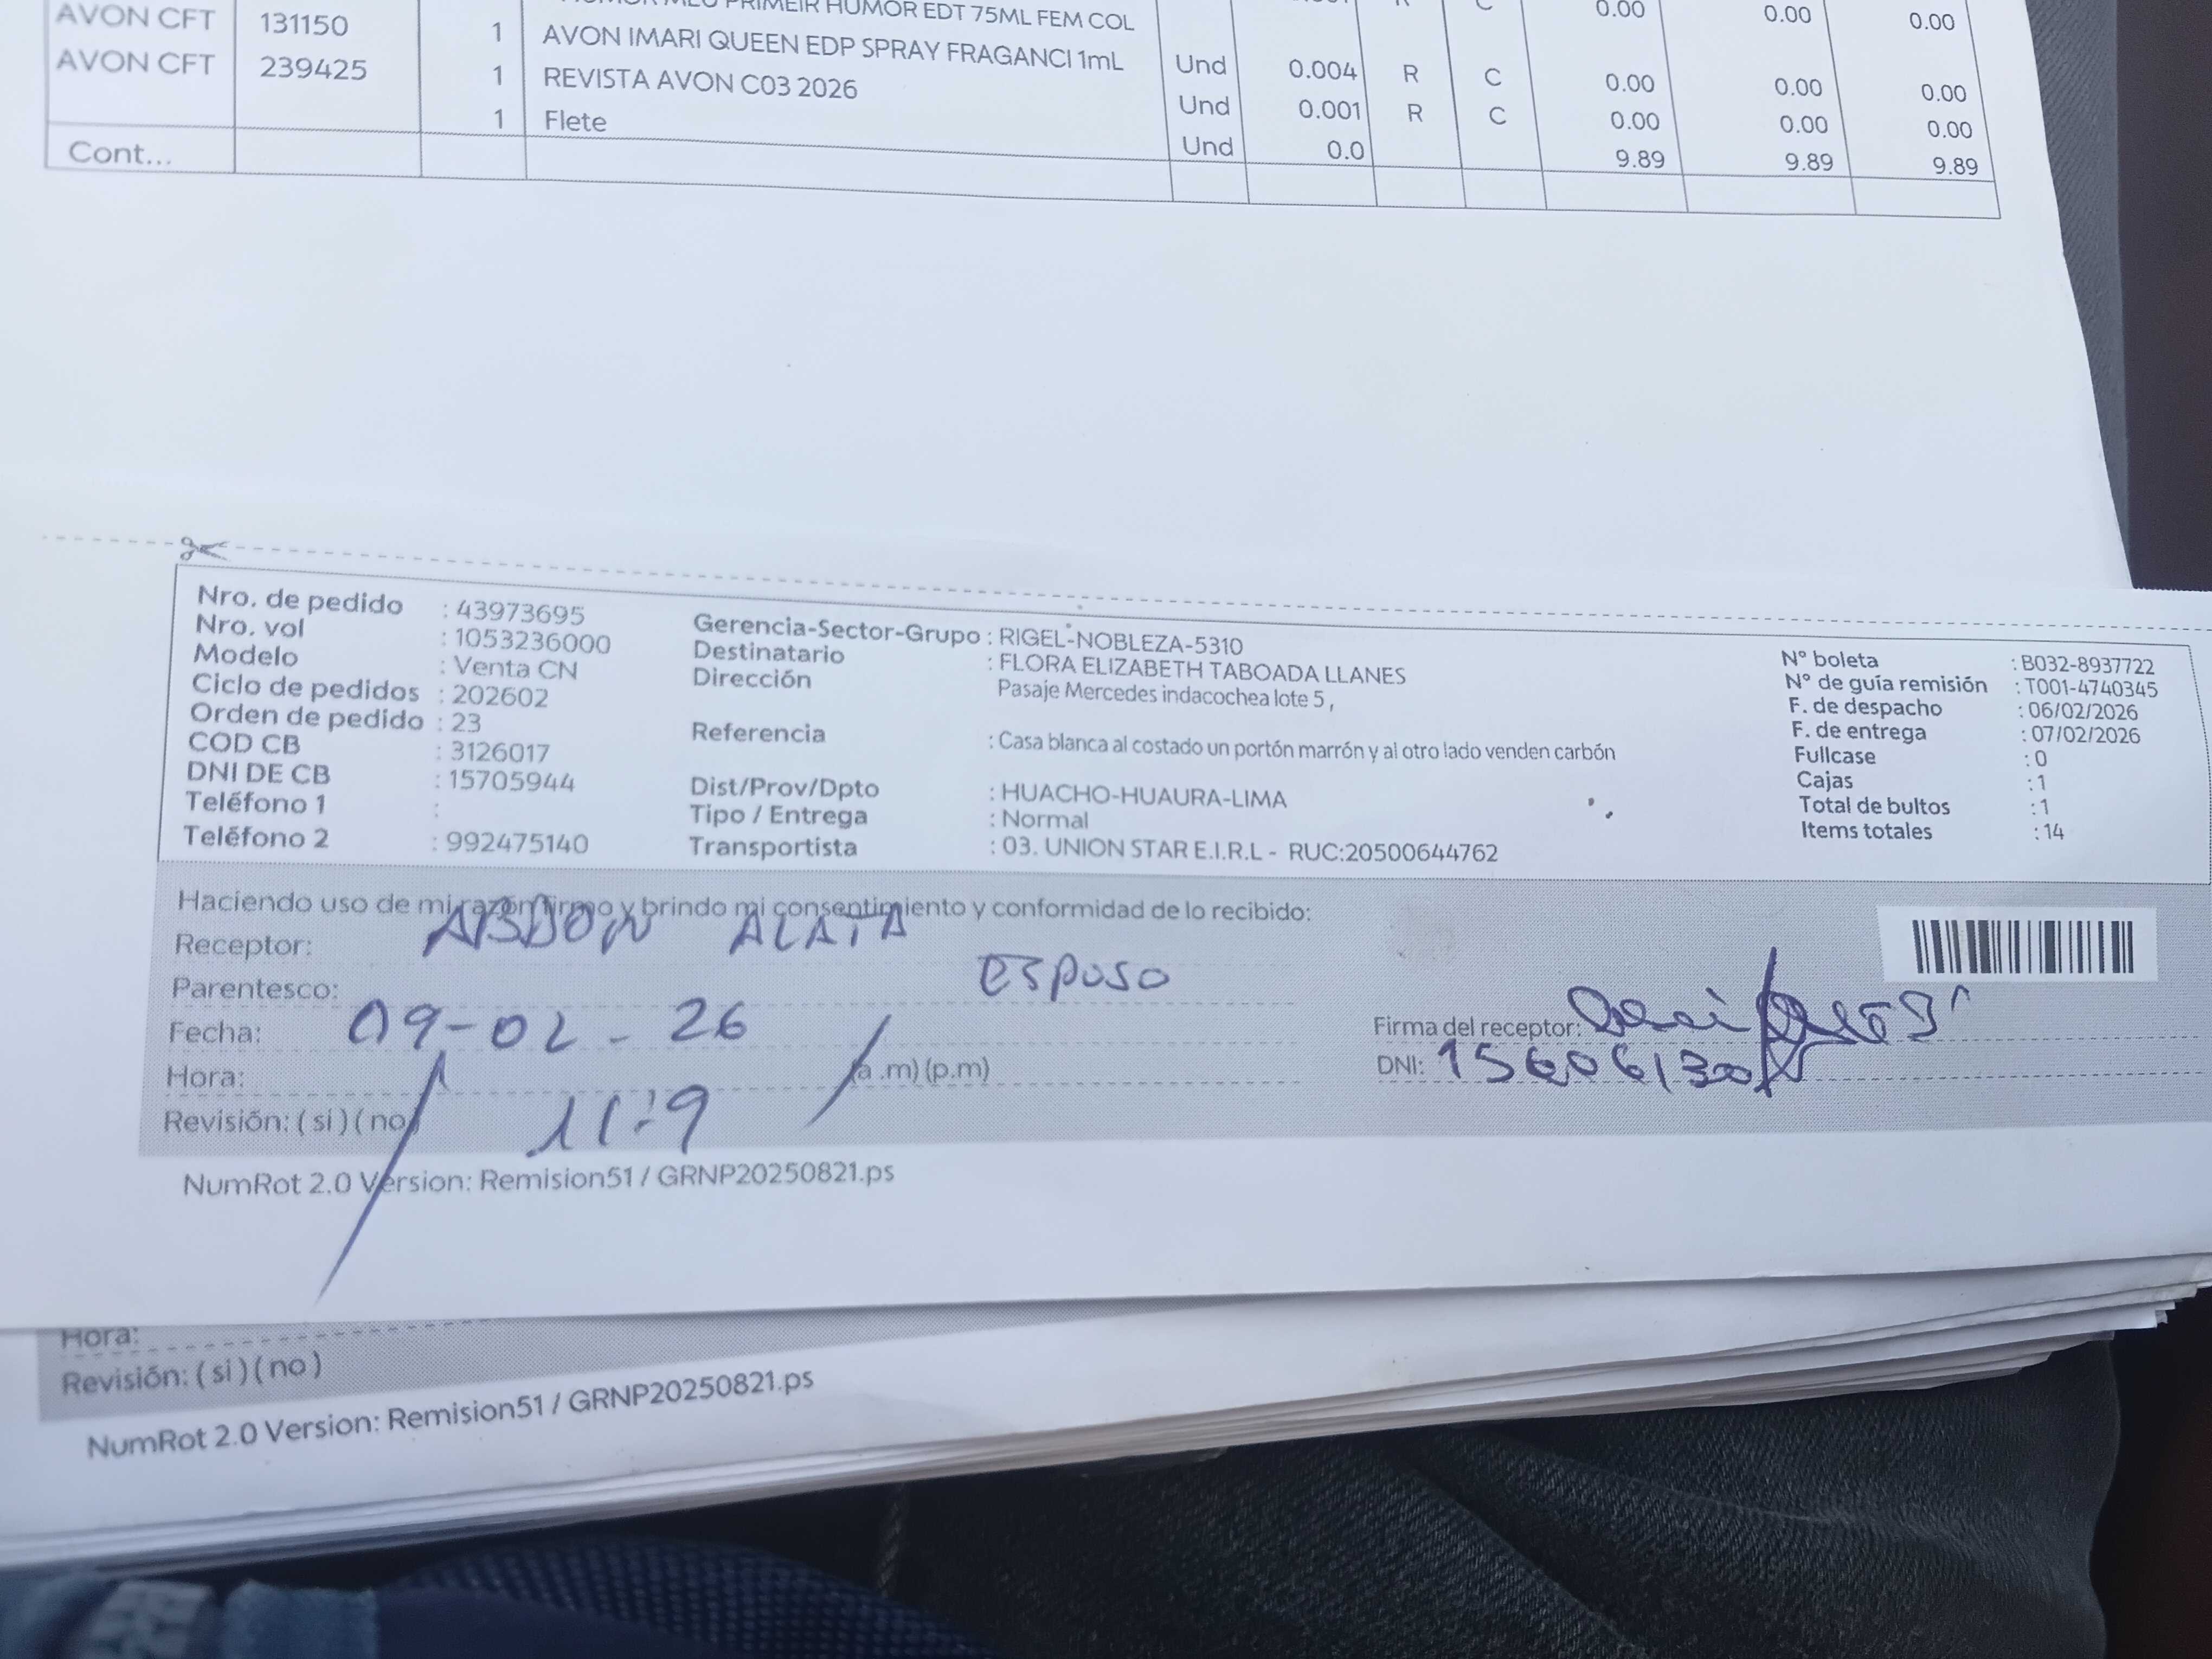 PRIMEIR HUMOR EDT 75ML FEM COL 0.00 0.00 0.00
AVON CFT 131150 1 AVON IMARI QUEEN EDP SPRAY FRAGANCI 1mL Und 0.004 R C 0.00 0.00 0.00
AVON CFT 239425 1 REVISTA AVON C03 2026 Und 0.001 R C 0.00 0.00 0.00
1 Flete Und 0.0 9.89 9.89 9.89
Cont...
Nro. de pedido : 43973695
Nro. vol : 1053236000
Modelo : Venta CN
Ciclo de pedidos : 202602
Orden de pedido : 23
COD CB : 3126017
DNI DE CB : 15705944
Teléfono 1 :
Teléfono 2 : 992475140
Gerencia-Sector-Grupo : RIGEL-NOBLEZA-5310
Destinatario : FLORA ELIZABETH TABOADA LLANES
Dirección Pasaje Mercedes indacochea lote 5 ,
Referencia : Casa blanca al costado un portón marrón y al otro lado venden carbón
Dist/Prov/Dpto : HUACHO-HUAURA-LIMA
Tipo / Entrega : Normal
Transportista : 03. UNION STAR E.I.R.L - RUC:20500644762
N° boleta : B032-8937722
N° de guía remisión : T001-4740345
F. de despacho : 06/02/2026
F. de entrega : 07/02/2026
Fullcase : 0
Cajas : 1
Total de bultos : 1
Items totales : 14
Haciendo uso de mi razón firmo y brindo mi consentimiento y conformidad de lo recibido:
Receptor: ABDON ALATA
Parentesco: ESPOSO
Fecha: 09-02-26
Hora: 11:9 (a .m) (p.m)
Revisión: ( si ) ( no )
Firma del receptor:
DNI:
NumRot 2.0 Version: Remision51 / GRNP20250821.ps
Hora:
Revisión: ( si ) ( no )
NumRot 2.0 Version: Remision51 / GRNP20250821.ps